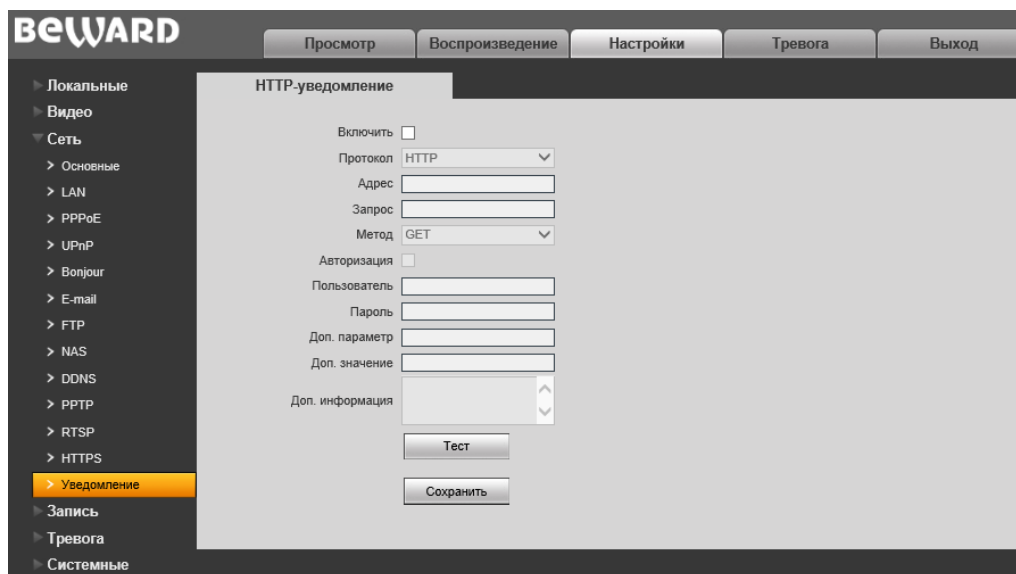 BEWARD
Просмотр
Воспроизведение
Настройки
Тревога
Выход
Локальные
Видео
Сеть
Основные
LAN
PPPoE
UPnP
Bonjour
E-mail
FTP
NAS
DDNS
PPTP
RTSP
HTTPS
Уведомление
Запись
Тревога
Системные
HTTP-уведомление
Включить
Протокол HTTP
Адрес
Запрос
Метод GET
Авторизация
Пользователь
Пароль
Доп. параметр
Доп. значение
Доп. информация
Тест
Сохранить